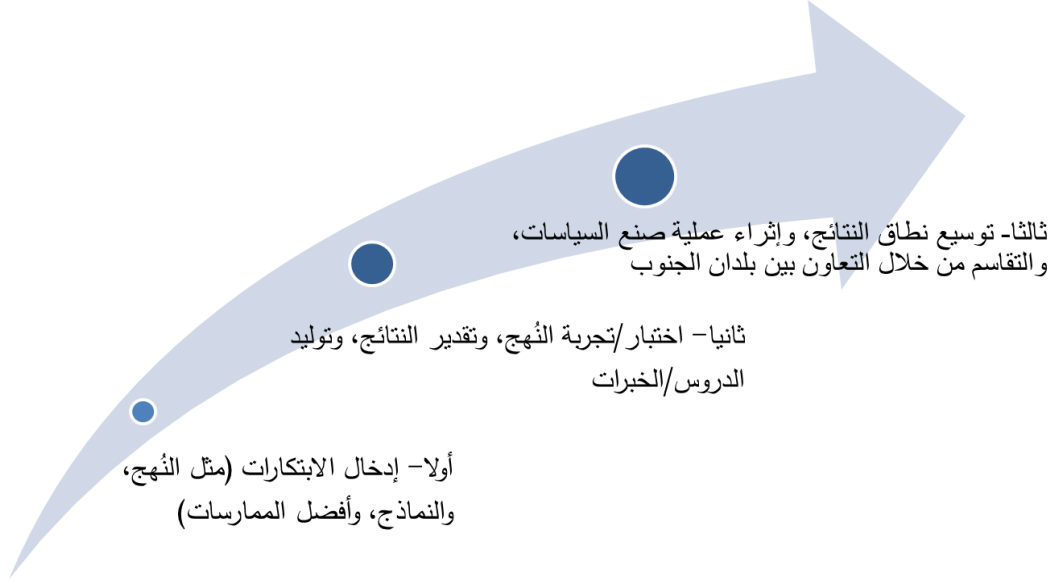 ثالثا- توسيع نطاق النتائج، وإثراء عملية صنع السياسات،
والتقاسم من خلال التعاون بين بلدان الجنوب
ثانيا– اختبار/تجربة النُهج، وتقدير النتائج، وتوليد
الدروس/الخبرات
أولا– إدخال الابتكارات (مثل النُهج،
والنماذج، وأفضل الممارسات)